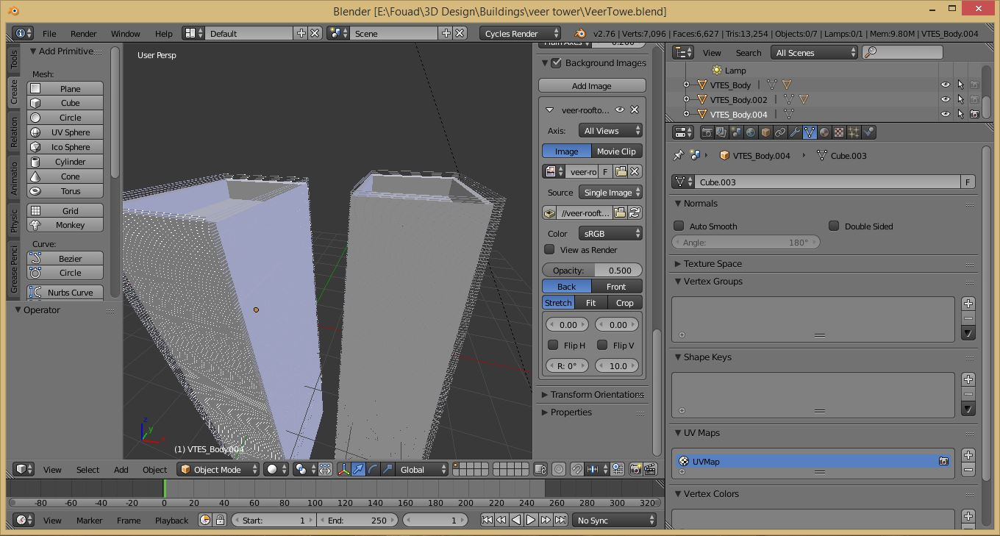 Blender [E:\Fouad\3D Design\Buildings\veer tower\VeerTowe.blend]
File Render Window Help Default Scene Cycles Render v2.76 | Verts:7,096 | Faces:6,627 | Tris:13,254 | Objects:0/7 | Lamps:0/1 | Mem:9.80M | VTES_Body.004
Tools
Create
Relation
Animatio
Physic
Grease Penci
Add Primitive
Mesh:
Plane
Cube
Circle
UV Sphere
Ico Sphere
Cylinder
Cone
Torus
Grid
Monkey
Curve:
Bezier
Circle
Nurbs Curve
Operator
User Persp
(1) VTES_Body.004
0.200
Background Images
Add Image
veer-roofto...
Axis: All Views
Image Movie Clip
veer-ro F
Source Single Image
//veer-rooft...
Color sRGB
View as Render
Opacity: 0.500
Back Front
Stretch Fit Crop
0.00 0.00
Flip H Flip V
R: 0° 10.0
Transform Orientations
Properties
View Search All Scenes
Lamp
VTES_Body
VTES_Body.002
VTES_Body.004
VTES_Body.004 Cube.003
Cube.003 F
Normals
Auto Smooth Double Sided
Angle: 180°
Texture Space
Vertex Groups
Shape Keys
UV Maps
UVMap
Vertex Colors
View Select Add Object Object Mode Global
-80 -60 -40 -20 0 20 40 60 80 100 120 140 160 180 200 220 240 260 280 300 320
View Marker Frame Playback Start: 1 End: 250 1 No Sync